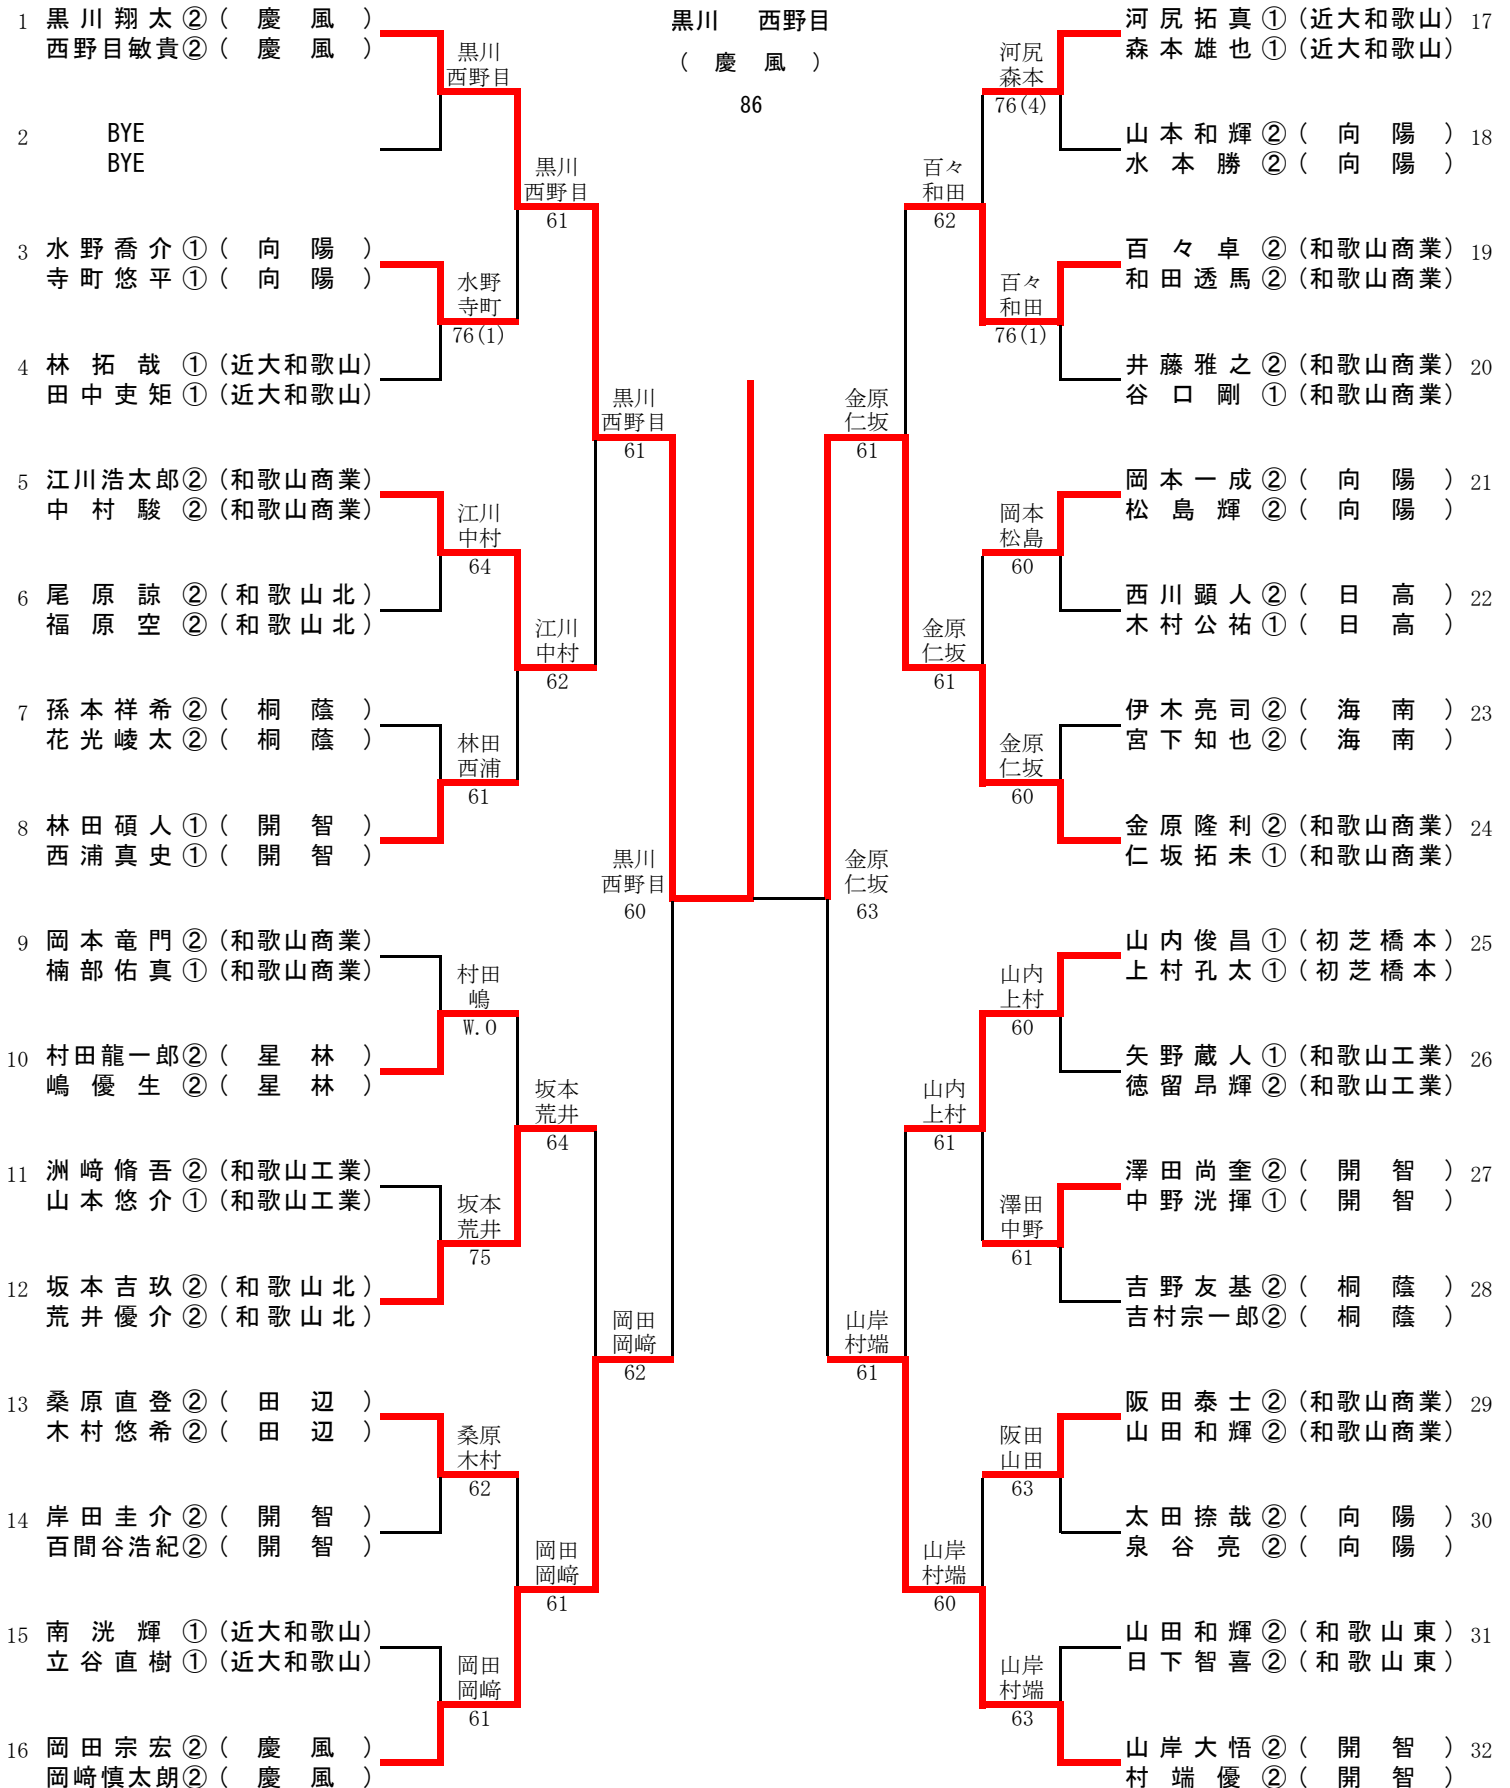 黒川 西野目
( 慶 風 )
86
1 黒川翔太②( 慶 風 )
西野目敏貴②( 慶 風 )
2 BYE
BYE
3 水野喬介①( 向 陽 )
寺町悠平①( 向 陽 )
4 林拓哉①(近大和歌山)
田中吏矩①(近大和歌山)
5 江川浩太郎②(和歌山商業)
中村駿②(和歌山商業)
6 尾原諒②(和歌山北)
福原空②(和歌山北)
7 孫本祥希②( 桐 蔭 )
花光崚太②( 桐 蔭 )
8 林田碩人①( 開 智 )
西浦真史①( 開 智 )
9 岡本竜門②(和歌山商業)
楠部佑真①(和歌山商業)
10 村田龍一郎②( 星 林 )
嶋優生②( 星 林 )
11 洲﨑脩吾②(和歌山工業)
山本悠介①(和歌山工業)
12 坂本吉玖②(和歌山北)
荒井優介②(和歌山北)
13 桑原直登②( 田 辺 )
木村悠希②( 田 辺 )
14 岸田圭介②( 開 智 )
百間谷浩紀②( 開 智 )
15 南洸輝①(近大和歌山)
立谷直樹①(近大和歌山)
16 岡田宗宏②( 慶 風 )
岡﨑慎太朗②( 慶 風 )
黒川
西野目
水野
寺町
76(1)
江川
中村
64
林田
西浦
61
村田
嶋
W.O
坂本
荒井
75
桑原
木村
62
岡田
岡﨑
61
黒川
西野目
61
江川
中村
62
坂本
荒井
64
岡田
岡﨑
61
黒川
西野目
61
岡田
岡﨑
62
黒川
西野目
60
金原
仁坂
63
金原
仁坂
61
山岸
村端
61
百々
和田
62
金原
仁坂
61
山内
上村
61
山岸
村端
60
河尻
森本
76(4)
百々
和田
76(1)
岡本
松島
60
金原
仁坂
60
山内
上村
60
澤田
中野
61
阪田
山田
63
山岸
村端
63
河尻拓真①(近大和歌山) 17
森本雄也①(近大和歌山)
山本和輝②( 向 陽 ) 18
水本勝②( 向 陽 )
百々卓②(和歌山商業) 19
和田透馬②(和歌山商業)
井藤雅之②(和歌山商業) 20
谷口剛①(和歌山商業)
岡本一成②( 向 陽 ) 21
松島輝②( 向 陽 )
西川顕人②( 日 高 ) 22
木村公祐①( 日 高 )
伊木亮司②( 海 南 ) 23
宮下知也②( 海 南 )
金原隆利②(和歌山商業) 24
仁坂拓未①(和歌山商業)
山内俊昌①(初芝橋本) 25
上村孔太①(初芝橋本)
矢野蔵人①(和歌山工業) 26
徳留昂輝②(和歌山工業)
澤田尚奎②( 開 智 ) 27
中野洸揮①( 開 智 )
吉野友基②( 桐 蔭 ) 28
吉村宗一郎②( 桐 蔭 )
阪田泰士②(和歌山商業) 29
山田和輝②(和歌山商業)
太田捺哉②( 向 陽 ) 30
泉谷亮②( 向 陽 )
山田和輝②(和歌山東) 31
日下智喜②(和歌山東)
山岸大悟②( 開 智 ) 32
村端優②( 開 智 )